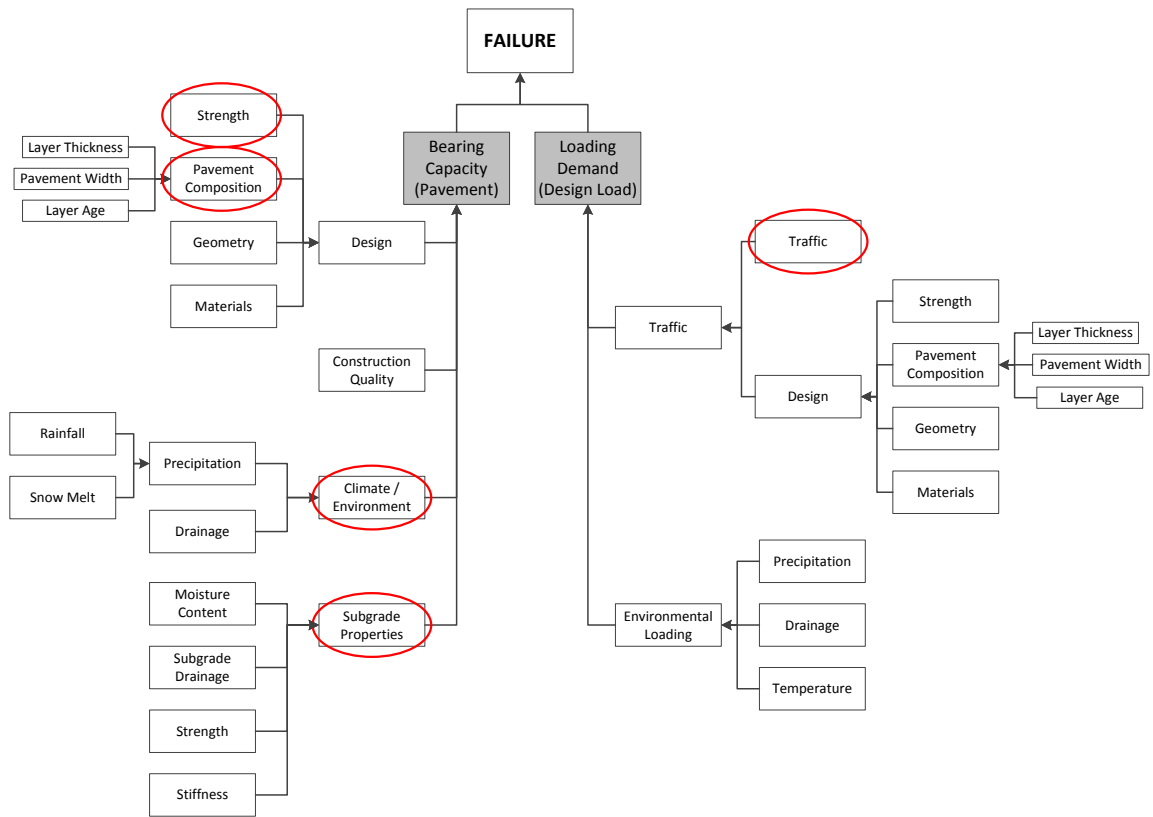 FAILURE
Bearing
Capacity
(Pavement)
Loading
Demand
(Design Load)
Strength
Layer Thickness
Pavement Width
Layer Age
Pavement
Composition
Geometry
Materials
Design
Construction
Quality
Rainfall
Snow Melt
Precipitation
Drainage
Climate /
Environment
Moisture
Content
Subgrade
Drainage
Strength
Stiffness
Subgrade
Properties
Traffic
Traffic
Design
Strength
Pavement
Composition
Geometry
Materials
Layer Thickness
Pavement Width
Layer Age
Environmental
Loading
Precipitation
Drainage
Temperature